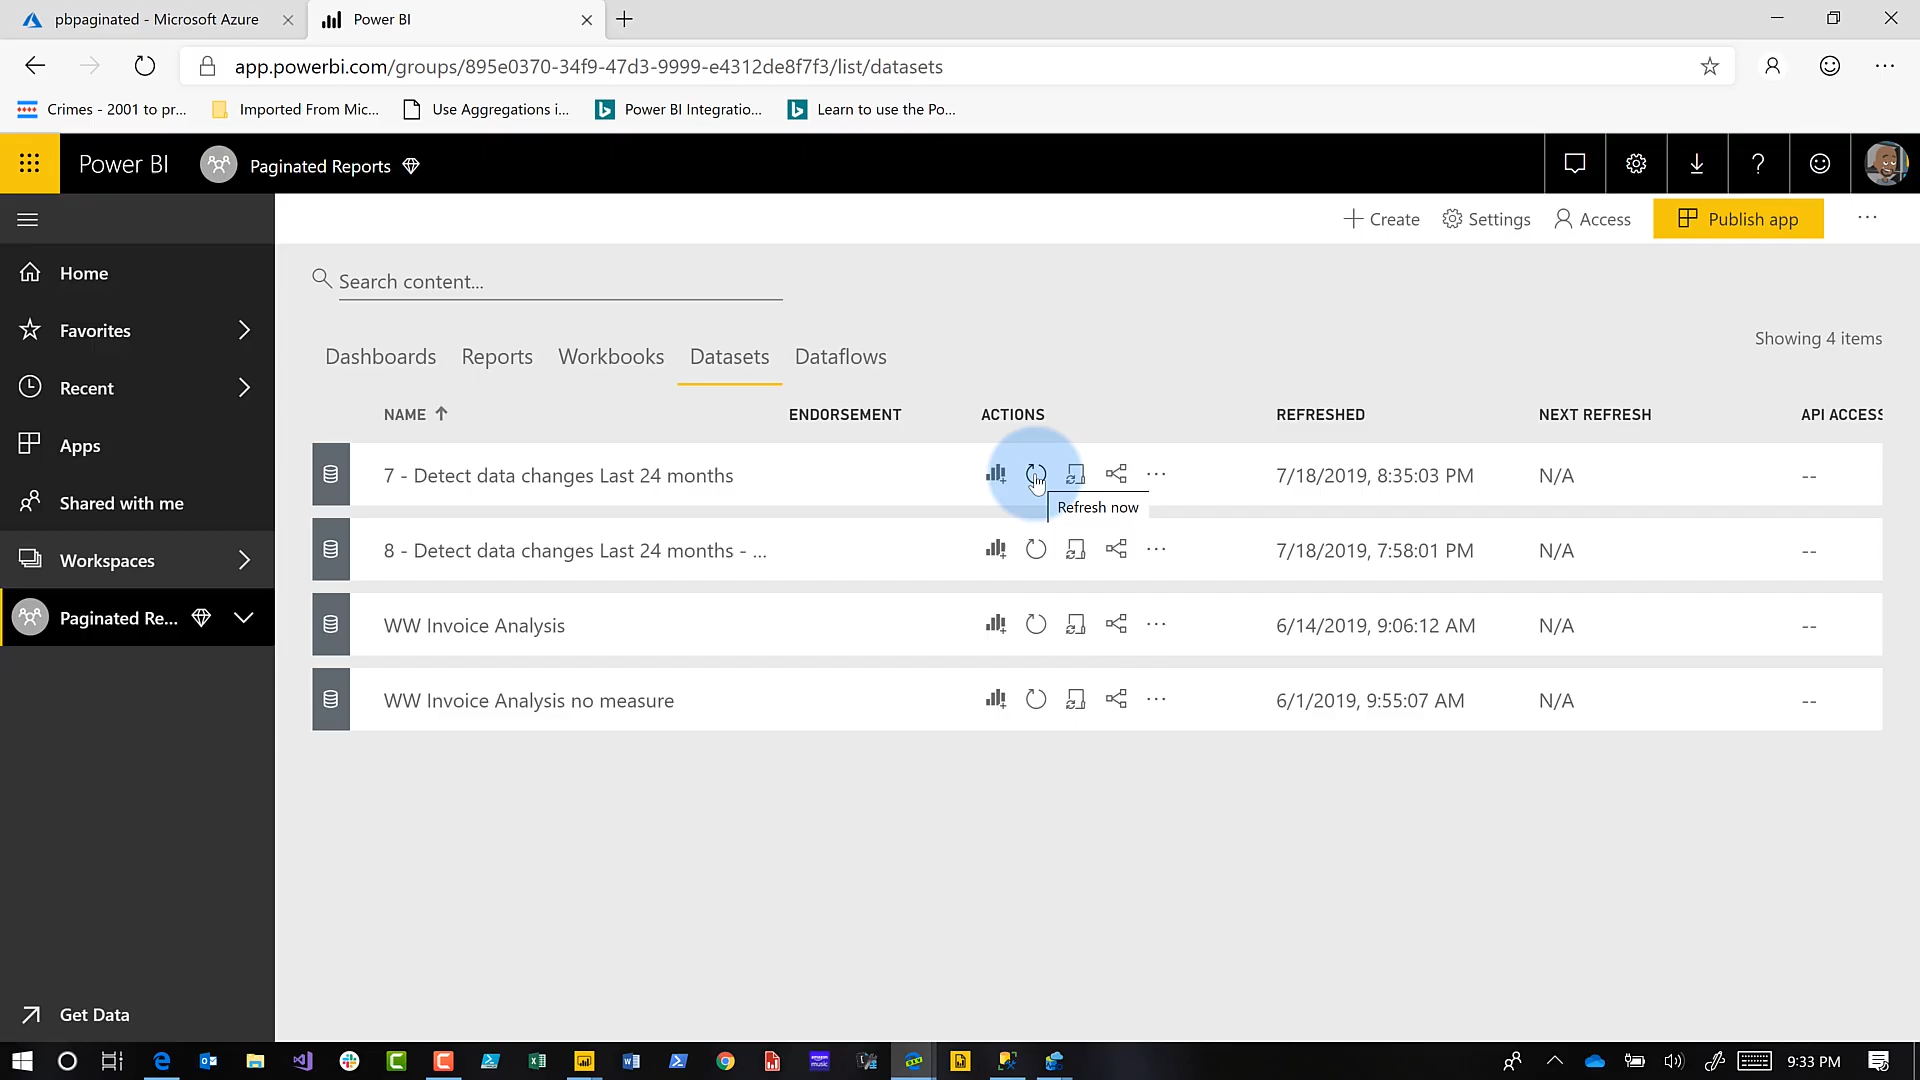 pbpaginated - Microsoft Azure
Power BI
app.powerbi.com/groups/895e0370-34f9-47d3-9999-e4312de8f7f3/list/datasets
Crimes - 2001 to pr...
Imported From Mic...
Use Aggregations i...
Power BI Integratio...
Learn to use the Po...
Power BI
Paginated Reports
Create
Settings
Access
Publish app
Home
Favorites
Recent
Apps
Shared with me
Workspaces
Paginated Re...
Get Data
Search content...
Showing 4 items
Dashboards Reports Workbooks Datasets Dataflows
NAME ENDORSEMENT ACTIONS REFRESHED NEXT REFRESH API ACCESS
7 - Detect data changes Last 24 months 7/18/2019, 8:35:03 PM N/A --
Refresh now
8 - Detect data changes Last 24 months - ... 7/18/2019, 7:58:01 PM N/A --
WW Invoice Analysis 6/14/2019, 9:06:12 AM N/A --
WW Invoice Analysis no measure 6/1/2019, 9:55:07 AM N/A --
9:33 PM